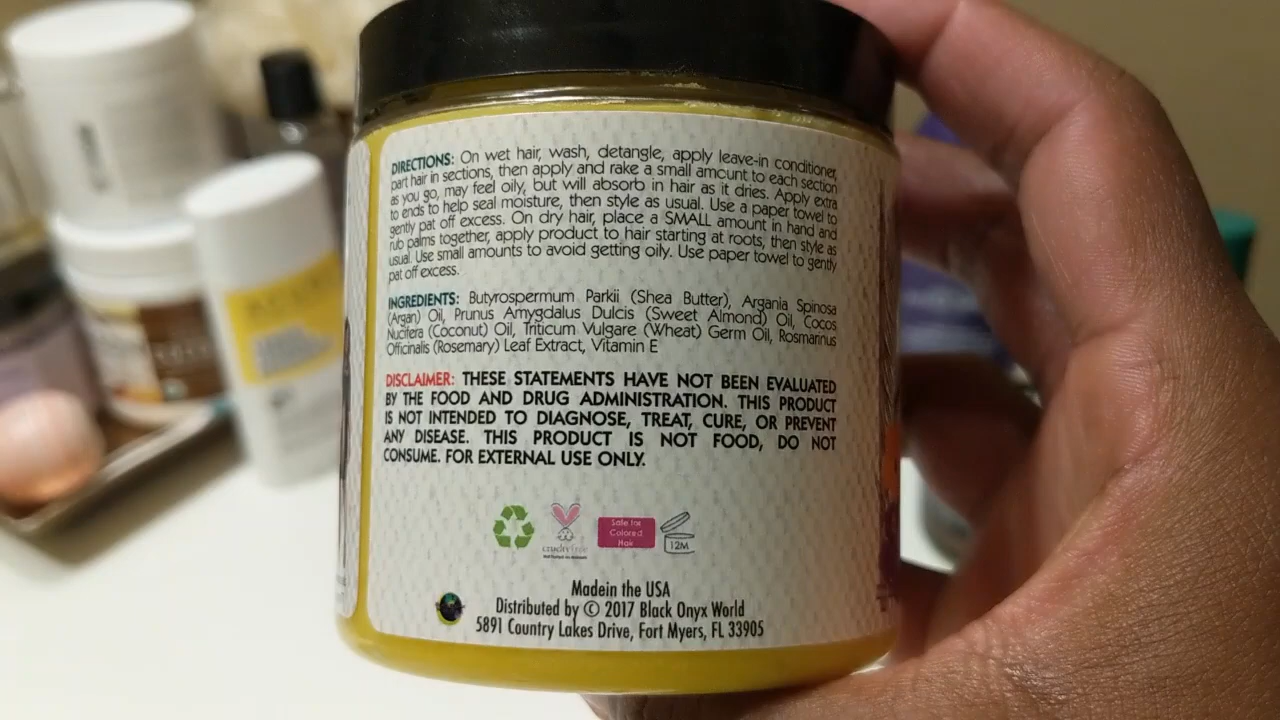 DIRECTIONS: On wet hair, wash, detangle, apply leave-in conditioner,
part hair in sections, then apply and rake a small amount to each section
as you go, may feel oily, but will absorb in hair as it dries. Apply extra
to ends to help seal moisture, then style as usual. Use a paper towel to
gently pat off excess. On dry hair, place a SMALL amount in hand and
rub palms together, apply product to hair starting at roots, then style as
usual. Use small amounts to avoid getting oily. Use paper towel to gently
pat off excess.
INGREDIENTS: Butyrospermum Parkii (Shea Butter), Argania Spinosa
(Argan) Oil, Prunus Amygdalus Dulcis (Sweet Almond) Oil, Cocos
Nucifera (Coconut) Oil, Triticum Vulgare (Wheat) Germ Oil, Rosmarinus
Officinalis (Rosemary) Leaf Extract, Vitamin E
DISCLAIMER: THESE STATEMENTS HAVE NOT BEEN EVALUATED
BY THE FOOD AND DRUG ADMINISTRATION. THIS PRODUCT
IS NOT INTENDED TO DIAGNOSE, TREAT, CURE, OR PREVENT
ANY DISEASE. THIS PRODUCT IS NOT FOOD, DO NOT
CONSUME. FOR EXTERNAL USE ONLY.
cruelty free
Safe for
Colored
Hair
12M
Madein the USA
Distributed by © 2017 Black Onyx World
5891 Country Lakes Drive, Fort Myers, FL 33905